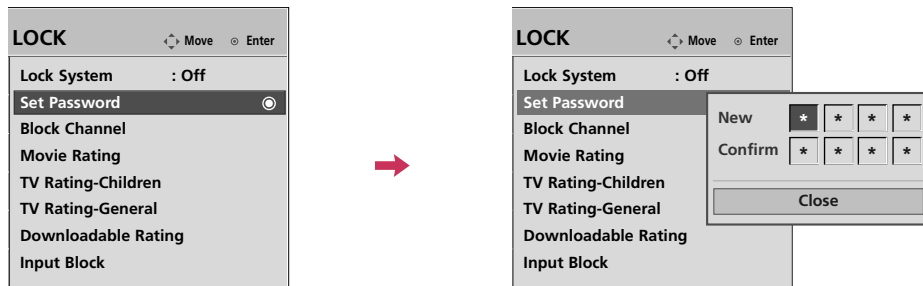 LOCK Move Enter
Lock System : Off
Set Password
Block Channel
Movie Rating
TV Rating-Children
TV Rating-General
Downloadable Rating
Input Block
LOCK Move Enter
Lock System : Off
Set Password
Block Channel
Movie Rating
TV Rating-Children
TV Rating-General
Downloadable Rating
Input Block
New * * * *
Confirm * * * *
Close